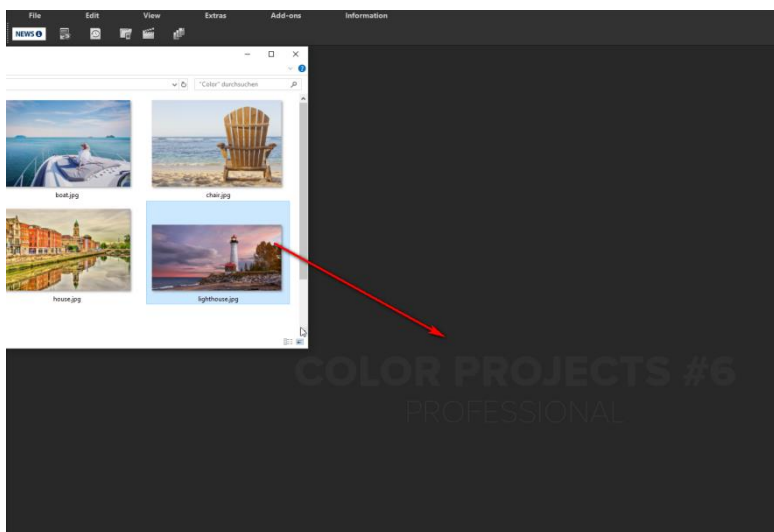 File Edit View Extras Add-ons Information
NEWS
"Color" durchsuchen
boat.jpg chair.jpg
house.jpg lighthouse.jpg
COLOR PROJECTS #6
PROFESSIONAL